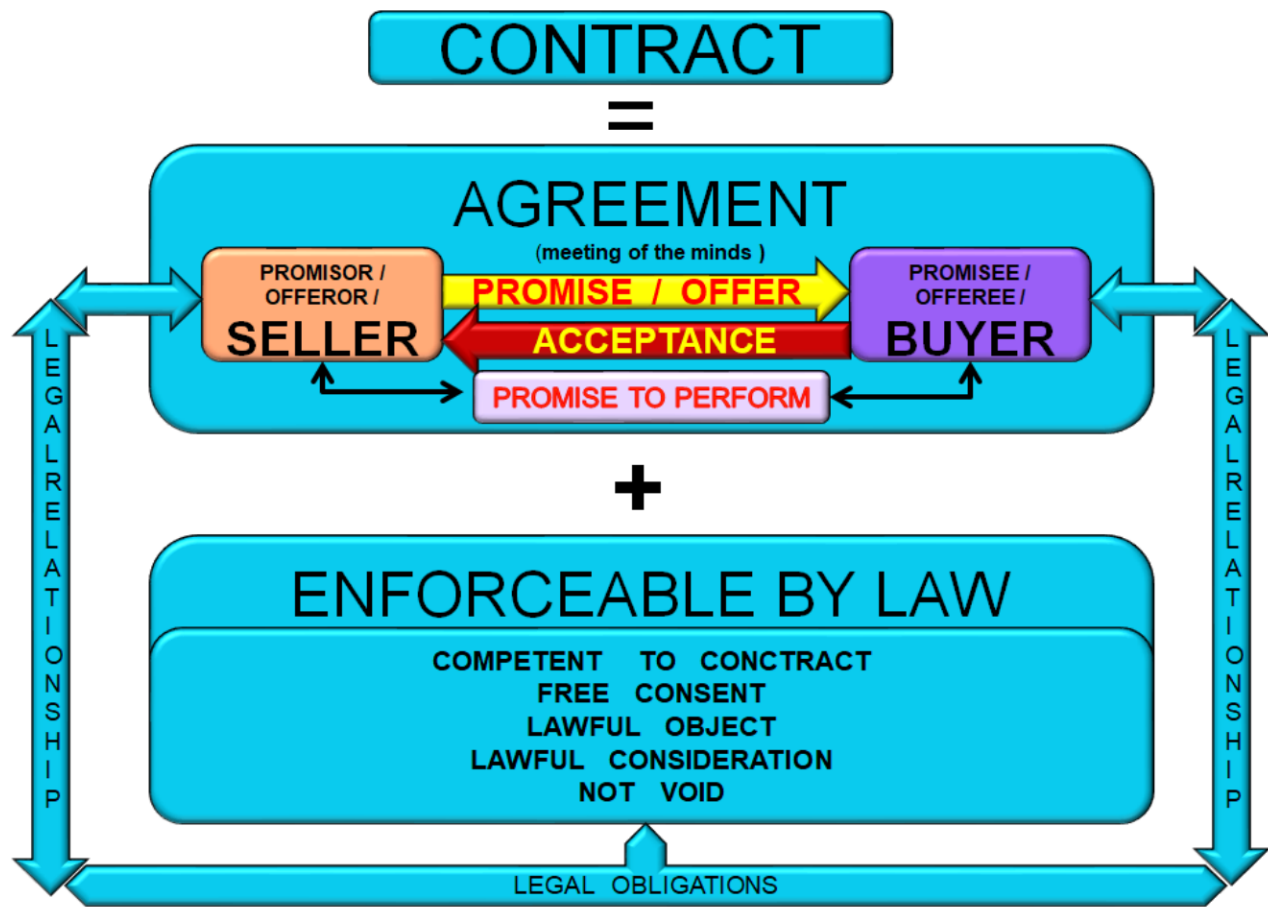 CONTRACT
=
AGREEMENT
(meeting of the minds )
PROMISOR /
OFFEROR /
SELLER
PROMISE / OFFER
ACCEPTANCE
PROMISE TO PERFORM
PROMISEE /
OFFEREE /
BUYER
LEGALRELATIONSHIP
LEGALRELATIONSHIP
+
ENFORCEABLE BY LAW
COMPETENT TO CONCTRACT
FREE CONSENT
LAWFUL OBJECT
LAWFUL CONSIDERATION
NOT VOID
LEGAL OBLIGATIONS